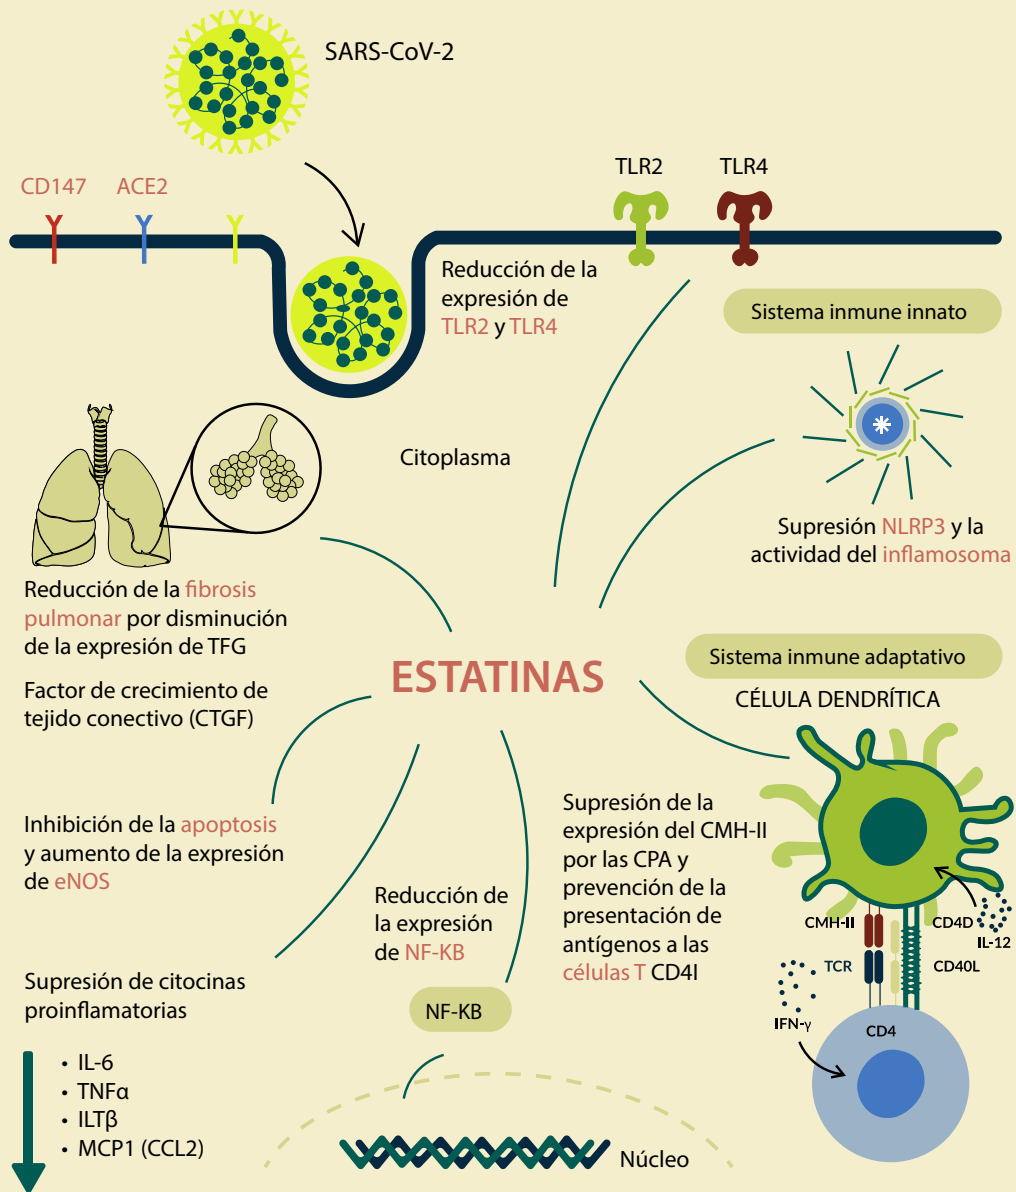 SARS-CoV-2
CD147
ACE2
TLR2
TLR4
Reducción de la
expresión de
TLR2 y TLR4
Sistema inmune innato
Citoplasma
Supresión NLRP3 y la
actividad del inflamosoma
Reducción de la fibrosis
pulmonar por disminución
de la expresión de TFG
Factor de crecimiento de
tejido conectivo (CTGF)
ESTATINAS
Sistema inmune adaptativo
CÉLULA DENDRÍTICA
Inhibición de la apoptosis
y aumento de la expresión
de eNOS
Reducción de
la expresión
de NF-KB
NF-KB
Supresión de la
expresión del CMH-II
por las CPA y
prevención de la
presentación de
antígenos a las
células T CD4I
CMH-II
CD4D
IL-12
TCR
CD40L
IFN-γ
CD4
Supresión de citocinas
proinflamatorias
• IL-6
• TNFα
• ILTβ
• MCP1 (CCL2)
Núcleo